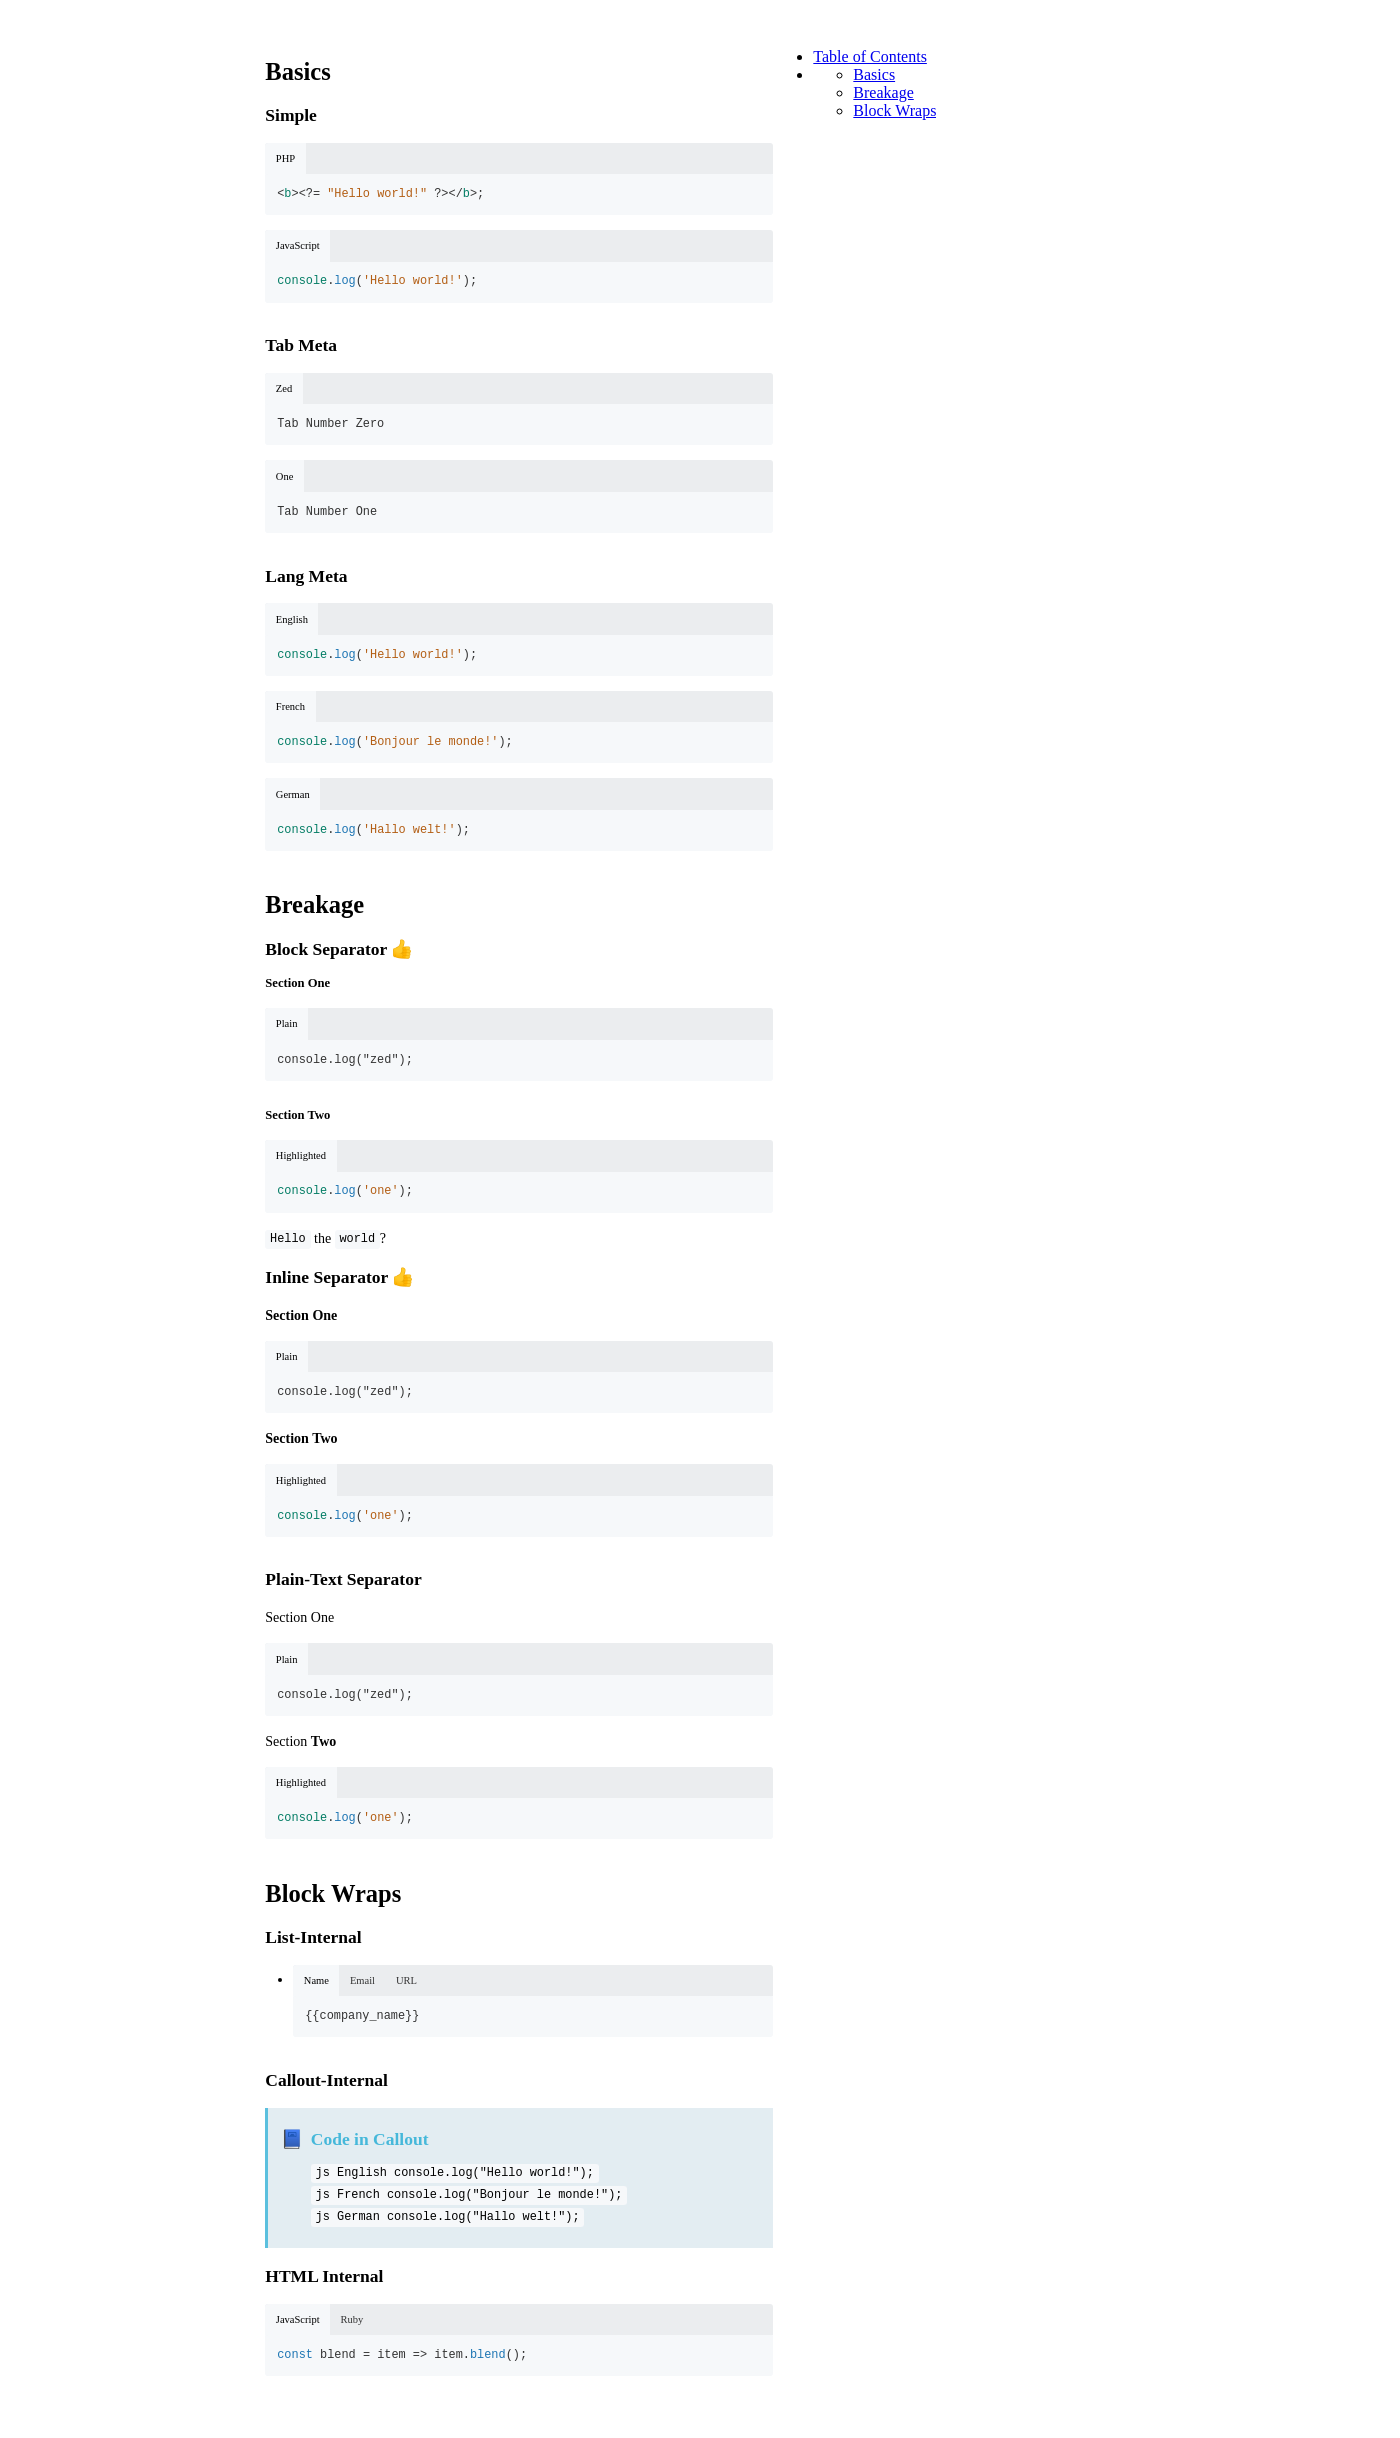 Basics
Simple
PHP
<b><?= "Hello world!" ?></b>;
JavaScript
console.log('Hello world!');
Tab Meta
Zed
Tab Number Zero
One
Tab Number One
Lang Meta
English
console.log('Hello world!');
French
console.log('Bonjour le monde!');
German
console.log('Hallo welt!');
Breakage
Block Separator 👍
Section One
Plain
console.log("zed");
Section Two
Highlighted
console.log('one');
Hello the world?
Inline Separator 👍
Section One
Plain
console.log("zed");
Section Two
Highlighted
console.log('one');
Plain-Text Separator
Section One
Plain
console.log("zed");
Section Two
Highlighted
console.log('one');
Block Wraps
List-Internal
Name Email URL
{{company_name}}
Callout-Internal
📘 Code in Callout
js English console.log("Hello world!");
js French console.log("Bonjour le monde!");
js German console.log("Hallo welt!");
HTML Internal
JavaScript Ruby
const blend = item => item.blend();
Table of Contents
Basics
Breakage
Block Wraps